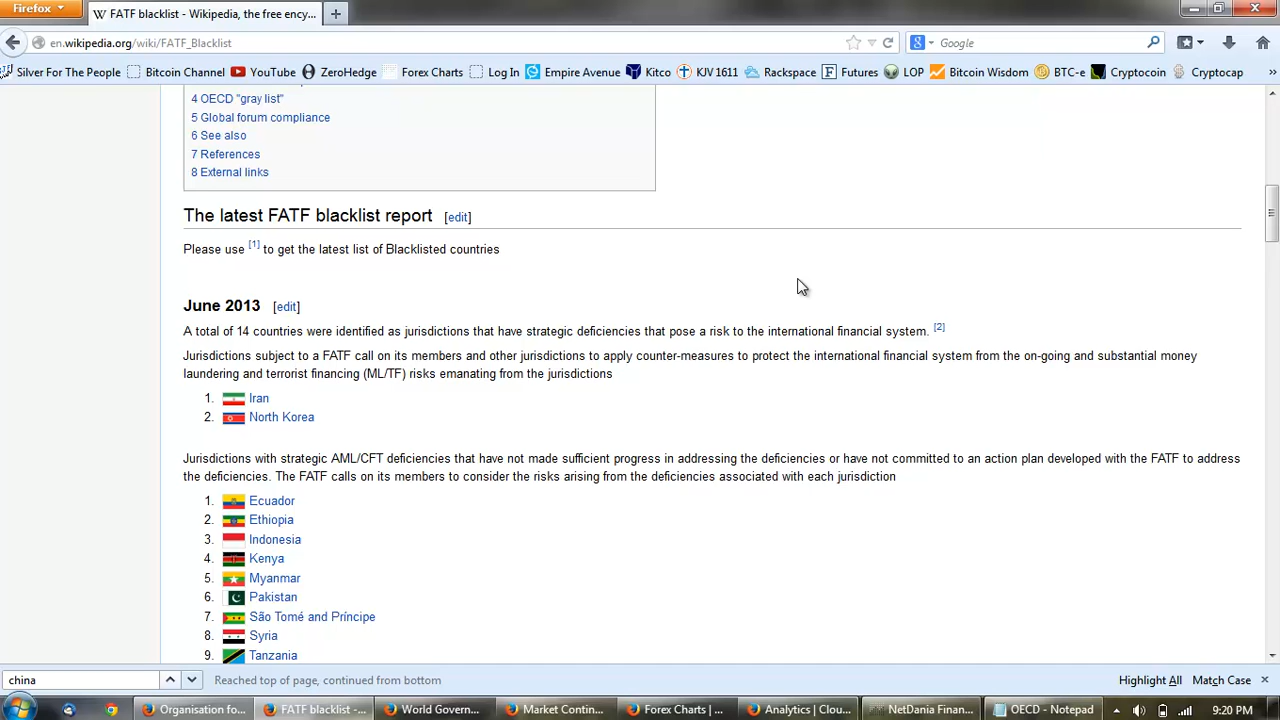 Firefox
W FATF blacklist - Wikipedia, the free ency...
en.wikipedia.org/wiki/FATF_Blacklist
Google
Silver For The People Bitcoin Channel YouTube ZeroHedge Forex Charts Log In Empire Avenue Kitco KJV 1611 Rackspace Futures LOP Bitcoin Wisdom BTC-e Cryptocoin Cryptocap »
4 OECD "gray list"
5 Global forum compliance
6 See also
7 References
8 External links
The latest FATF blacklist report [edit]
Please use [1] to get the latest list of Blacklisted countries
June 2013 [edit]
A total of 14 countries were identified as jurisdictions that have strategic deficiencies that pose a risk to the international financial system. [2]
Jurisdictions subject to a FATF call on its members and other jurisdictions to apply counter-measures to protect the international financial system from the on-going and substantial money
laundering and terrorist financing (ML/TF) risks emanating from the jurisdictions
1. Iran
2. North Korea
Jurisdictions with strategic AML/CFT deficiencies that have not made sufficient progress in addressing the deficiencies or have not committed to an action plan developed with the FATF to address
the deficiencies. The FATF calls on its members to consider the risks arising from the deficiencies associated with each jurisdiction
1. Ecuador
2. Ethiopia
3. Indonesia
4. Kenya
5. Myanmar
6. Pakistan
7. São Tomé and Príncipe
8. Syria
9. Tanzania
china Reached top of page, continued from bottom Highlight All Match Case
Organisation fo... FATF blacklist -... World Govern... Market Contin... Forex Charts | ... Analytics | Clou... NetDania Finan... OECD - Notepad 9:20 PM